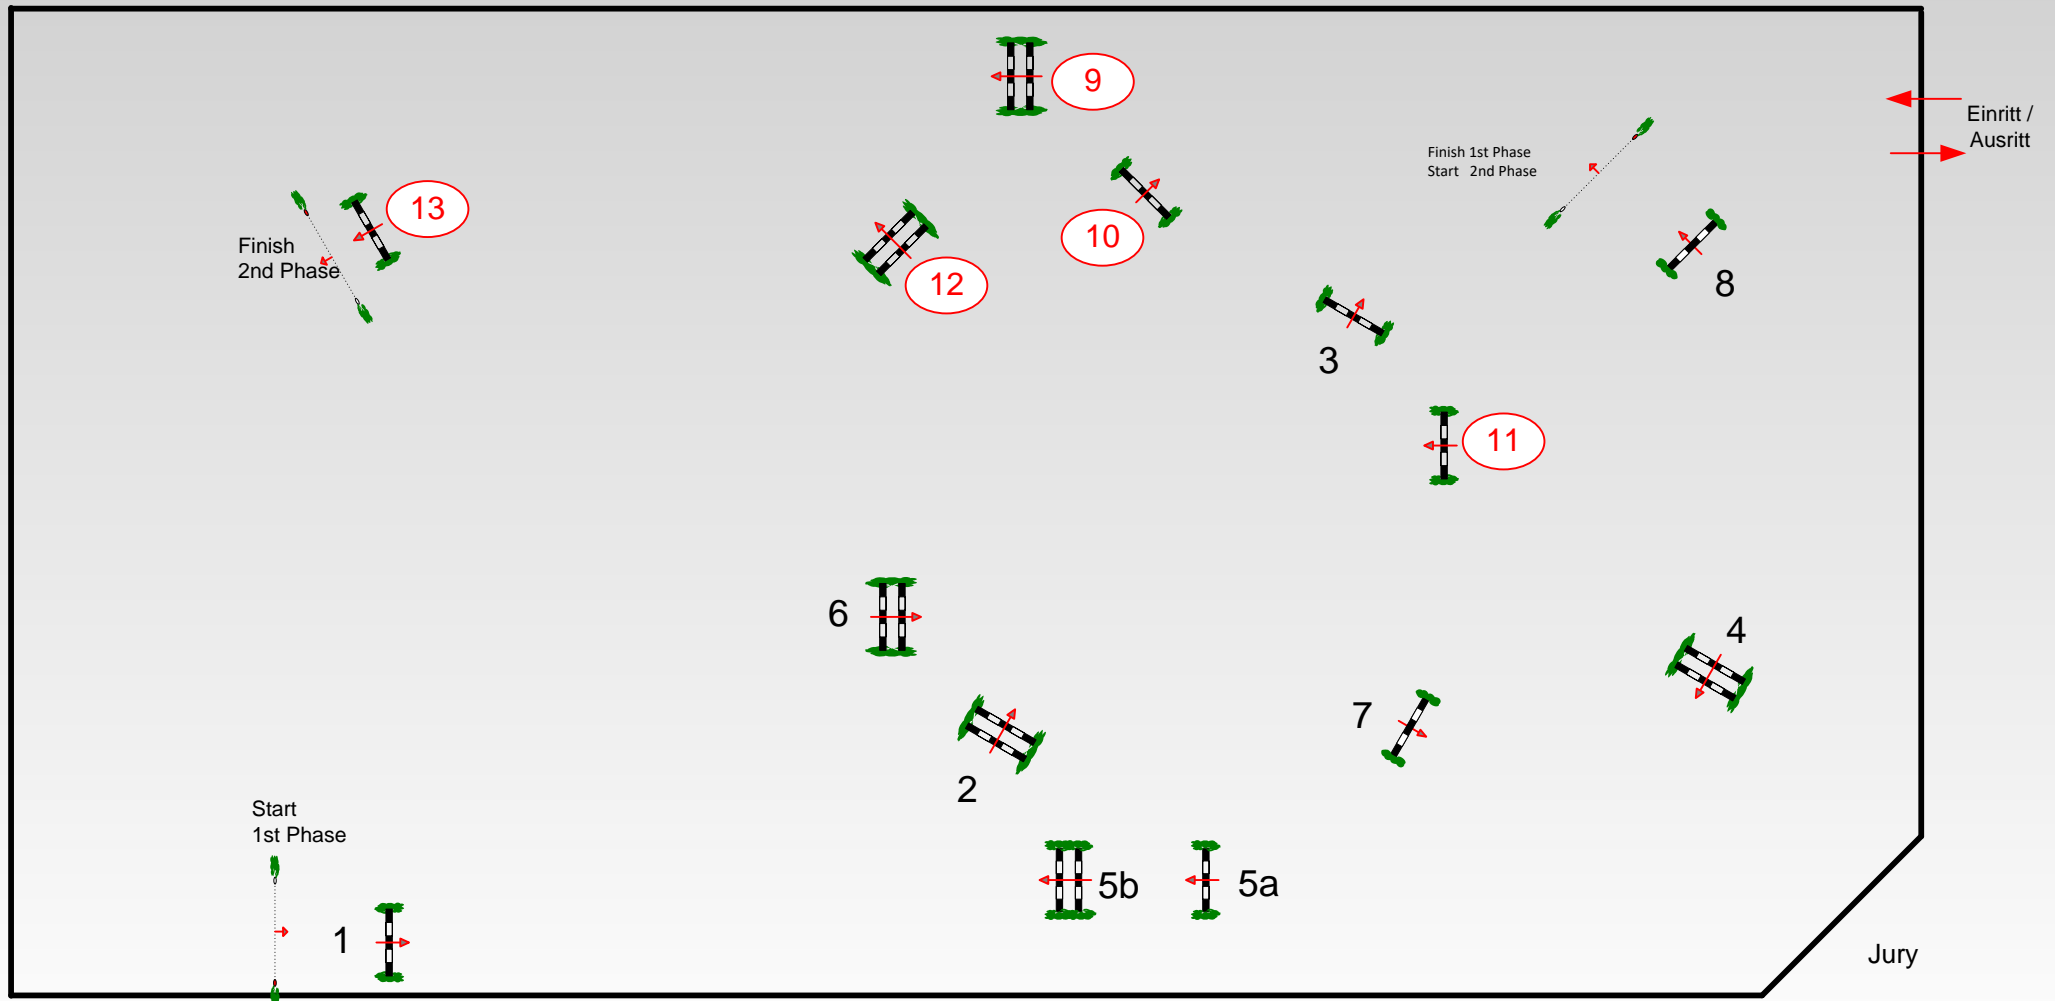 9
Einritt /
Ausritt
Finish 1st Phase
Start 2nd Phase
13
10
Finish
2nd Phase
12
8
3
11
6
4
7
2
Start
1st Phase
5b
5a
1
Jury